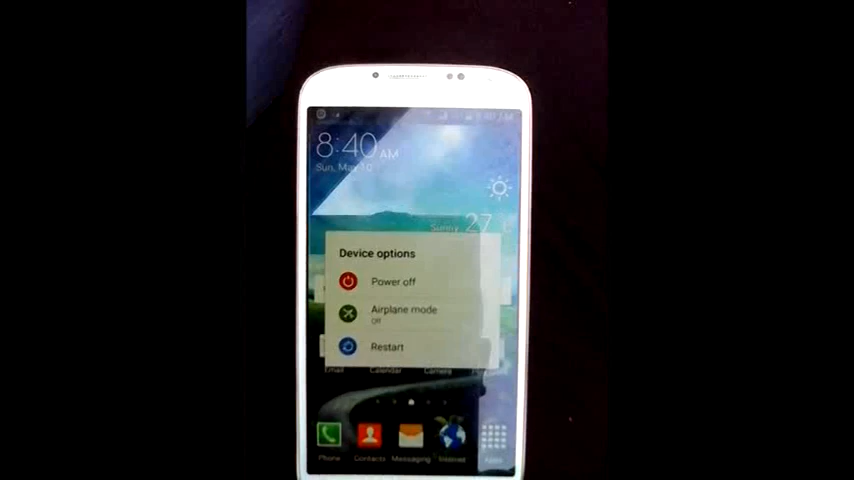 8:40 AM
Sun, May 10
Sunny 27°
Device options
Power off
Airplane mode
Off
Restart
Email
Calendar
Camera
Phone
Contacts
Messaging
Internet
Apps